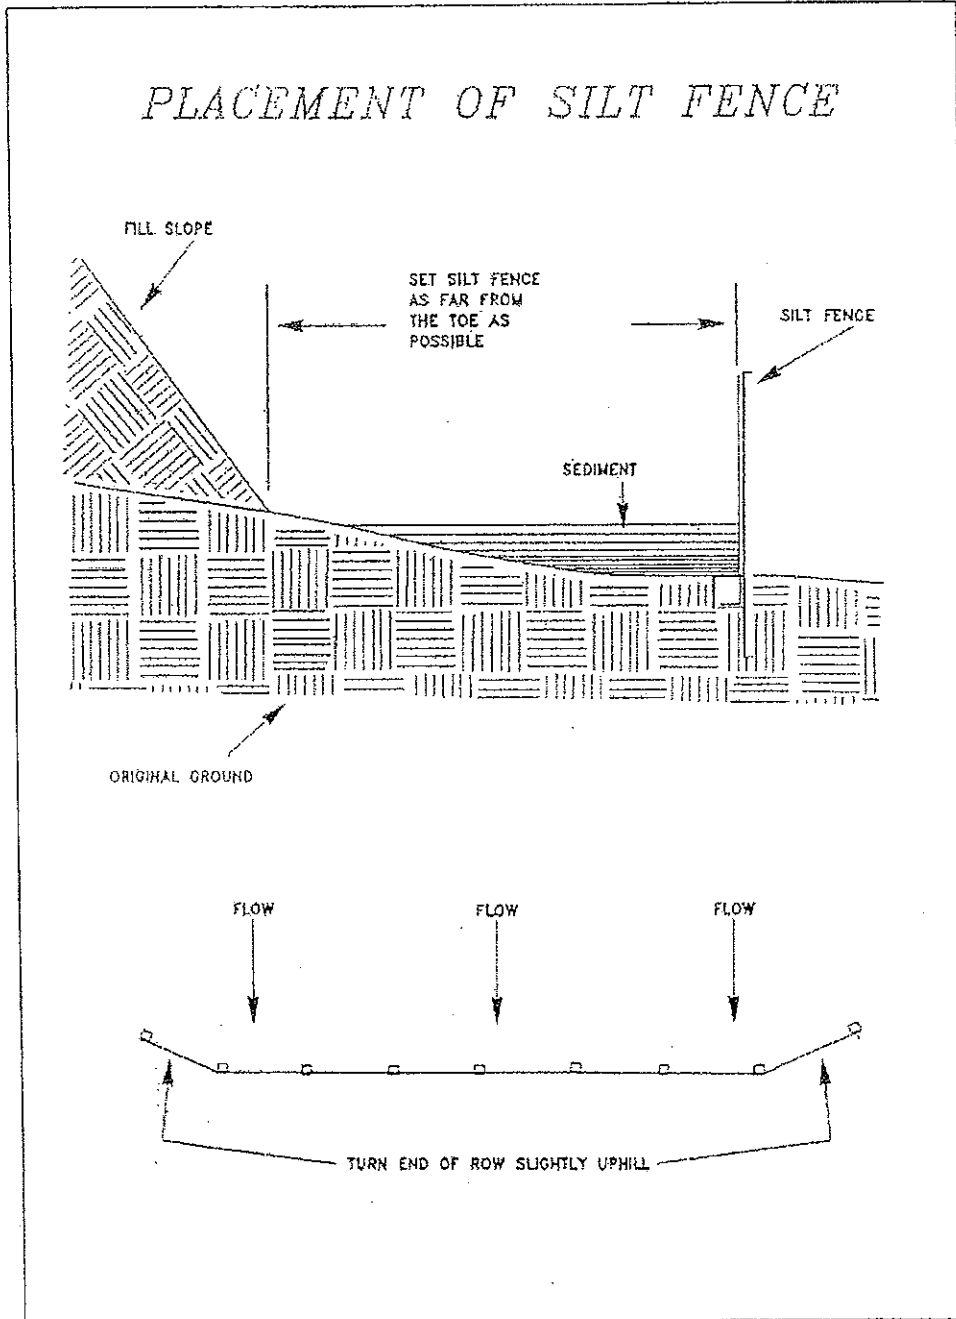 PLACEMENT OF SILT FENCE
FILL SLOPE
SET SILT FENCE
AS FAR FROM
THE TOE AS
POSSIBLE
SILT FENCE
SEDIMENT
ORIGINAL GROUND
FLOW FLOW FLOW
TURN END OF ROW SLIGHTLY UPHILL